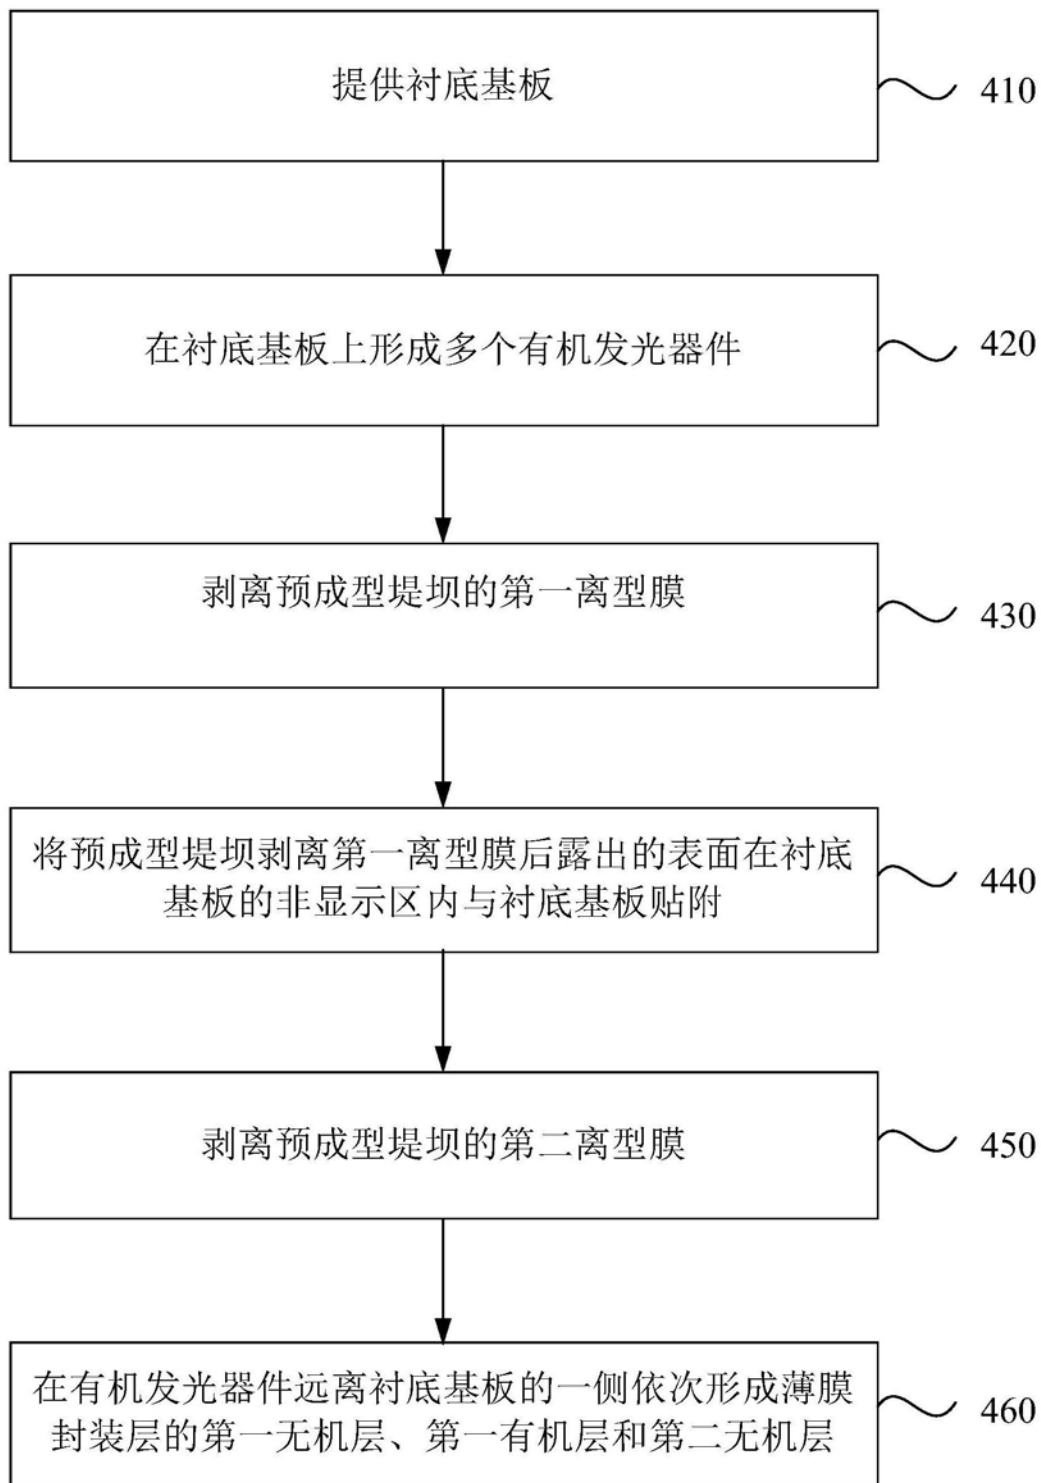 提供衬底基板
410
在衬底基板上形成多个有机发光器件
420
剥离预成型堤坝的第一离型膜
430
将预成型堤坝剥离第一离型膜后露出的表面在衬底
基板的非显示区内与衬底基板贴附
440
剥离预成型堤坝的第二离型膜
450
在有机发光器件远离衬底基板的一侧依次形成薄膜
封装层的第一无机层、第一有机层和第二无机层
460